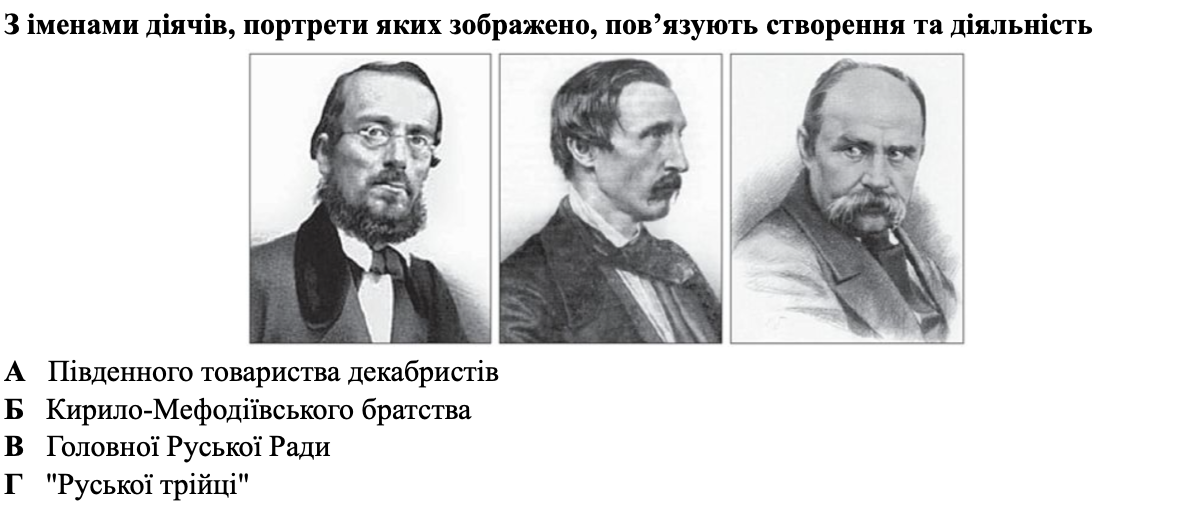 З іменами діячів, портрети яких зображено, пов’язують створення та діяльність
А Південного товариства декабристів
Б Кирило-Мефодіївського братства
В Головної Руської Ради
Г "Руської трійці"